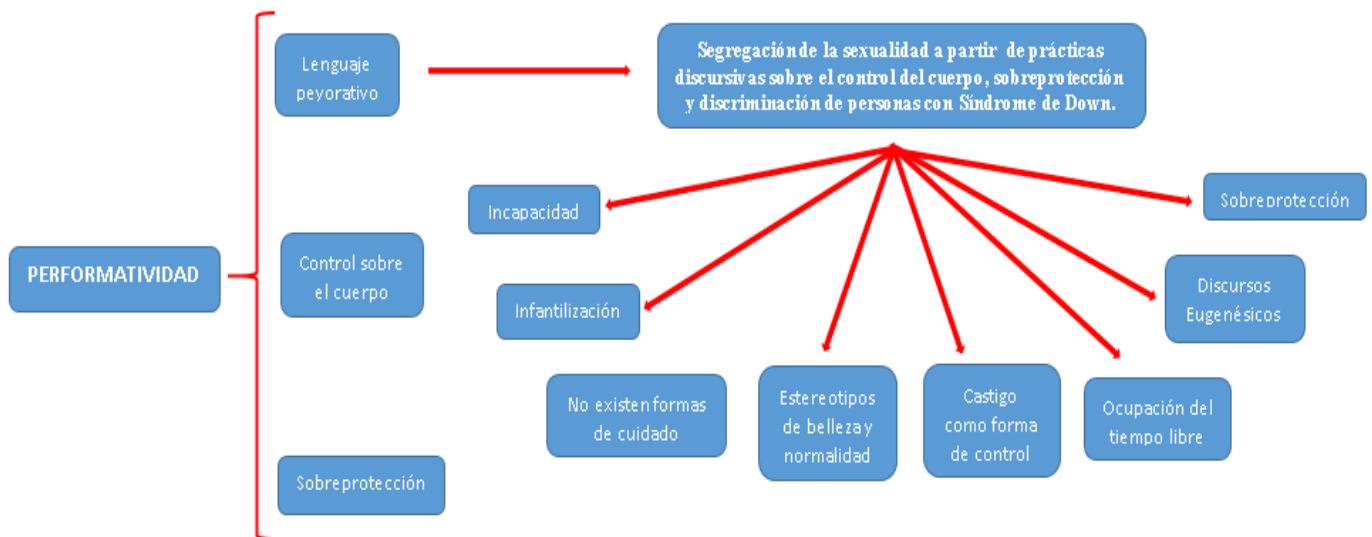 PERFORMATIVIDAD
Lenguaje
peyorativo
Control sobre
el cuerpo
Sobreprotección
Segregación de la sexualidad a partir de prácticas
discursivas sobre el control del cuerpo, sobreprotección
y discriminación de personas con Síndrome de Down.
Incapacidad
Infantilización
No existen formas
de cuidado
Estereotipos
de belleza y
normalidad
Castigo
como forma
de control
Ocupación del
tiempo libre
Discursos
Eugenésicos
Sobreprotección